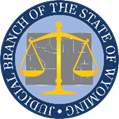 JUDICIAL BRANCH OF THE STATE OF WYOMING